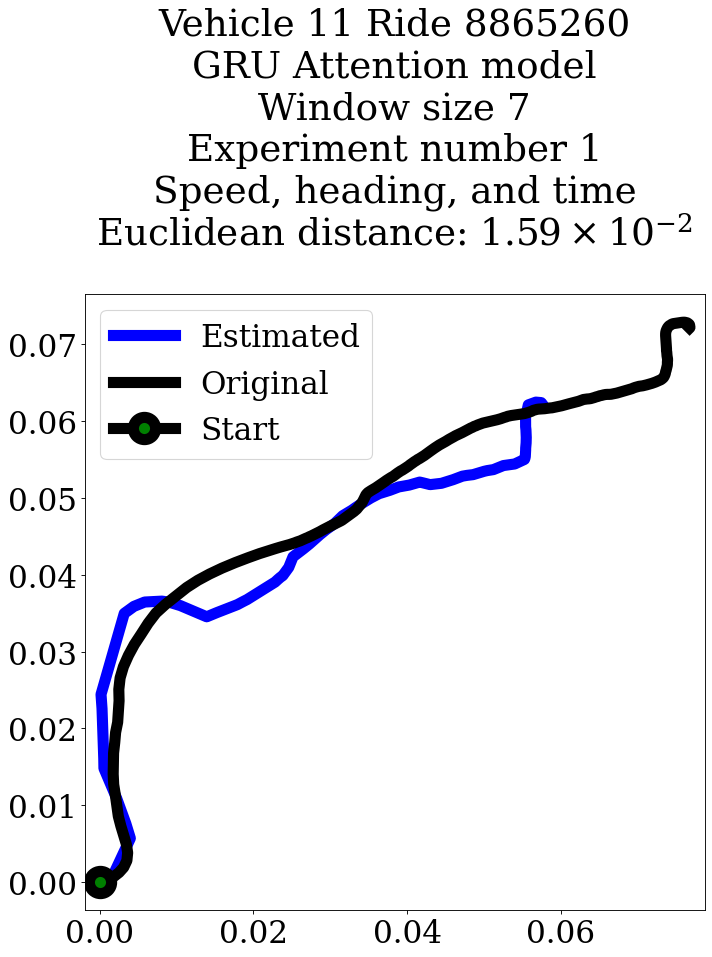 Vehicle 11 Ride 8865260
GRU Attention model
Window size 7
Experiment number 1
Speed, heading, and time
Euclidean distance: 1.59 × 10⁻²
Estimated
Original
Start
0.07
0.06
0.05
0.04
0.03
0.02
0.01
0.00
0.00 0.02 0.04 0.06